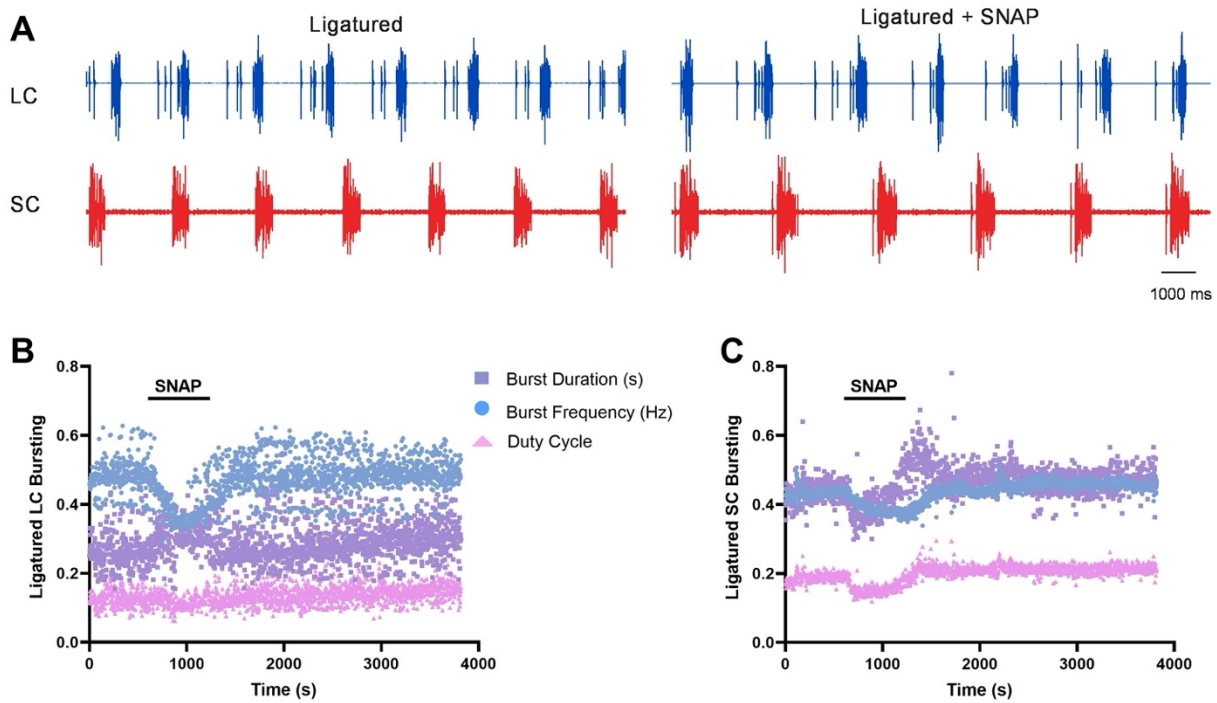 A
Ligatured
Ligatured + SNAP
LC
SC
1000 ms
B
0.8
0.6
0.4
0.2
0.0
Ligatured LC Bursting
SNAP
0
1000
2000
3000
4000
Time (s)
Burst Duration (s)
Burst Frequency (Hz)
Duty Cycle
C
0.8
0.6
0.4
0.2
0.0
Ligatured SC Bursting
SNAP
0
1000
2000
3000
4000
Time (s)